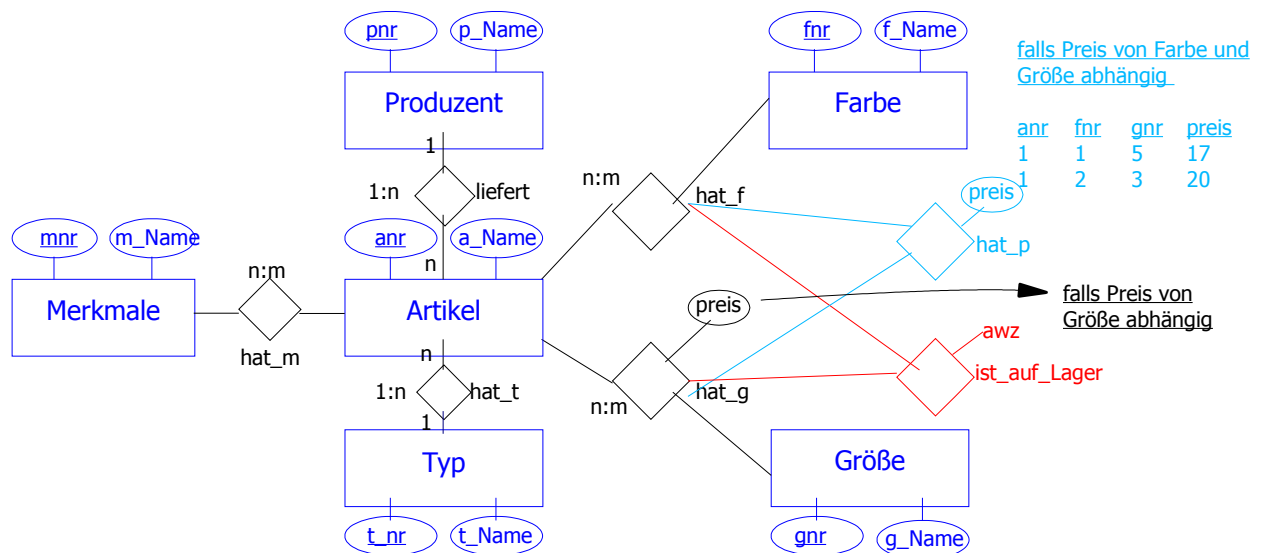 pnr p_Name
fnr f_Name
falls Preis von Farbe und
Größe abhängig
Produzent
Farbe
anr fnr gnr preis
1 1 5 17
1 2 3 20
1
1:n
liefert
n:m
hat_f
preis
hat_p
mnr m_Name
anr a_Name
n
n:m
Merkmale
Artikel
hat_m
preis
falls Preis von
Größe abhängig
awz
ist_auf_Lager
n
1:n
hat_t
1
n:m
hat_g
Typ
Größe
t_nr t_Name
gnr g_Name